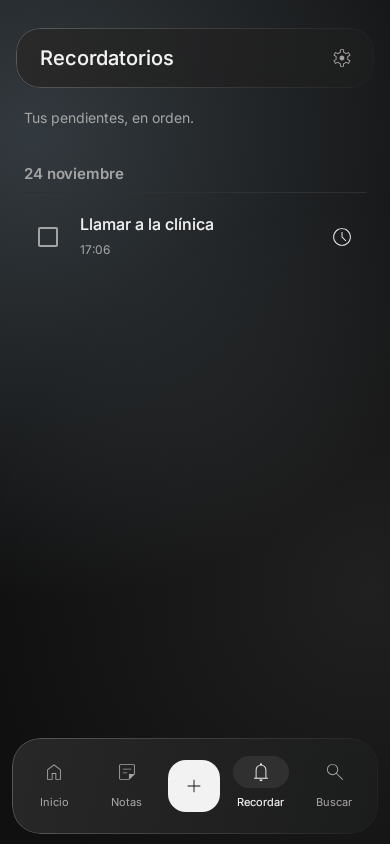 Recordatorios
Tus pendientes, en orden.
24 noviembre
Llamar a la clínica
17:06
Inicio
Notas
Recordar
Buscar